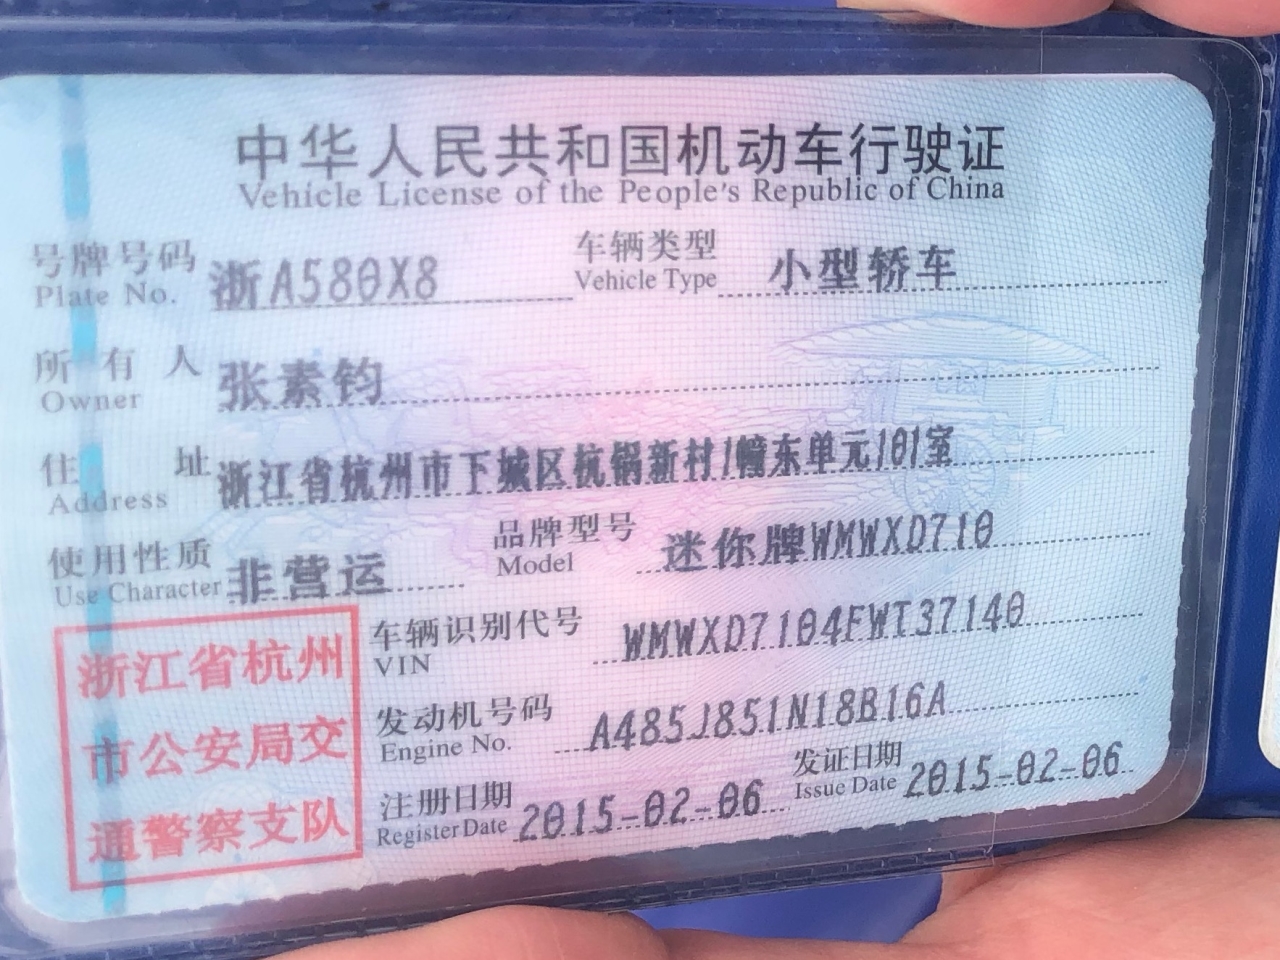 中华人民共和国机动车行驶证
Vehicle License of the People's Republic of China
号牌号码 浙A580X8 车辆类型 小型轿车
Plate No. Vehicle Type
所有人 张素钧
Owner
住址 浙江省杭州市下城区杭锅新村1幢东单元101室
Address
使用性质 非营运 品牌型号 迷你牌WMWXD710
Use Character Model
车辆识别代号 WMWXD7104FWT37140
VIN
发动机号码 A485J851N18B16A
Engine No.
注册日期 2015-02-06 发证日期 2015-02-06
Register Date Issue Date
浙江省杭州
市公安局交
通警察支队